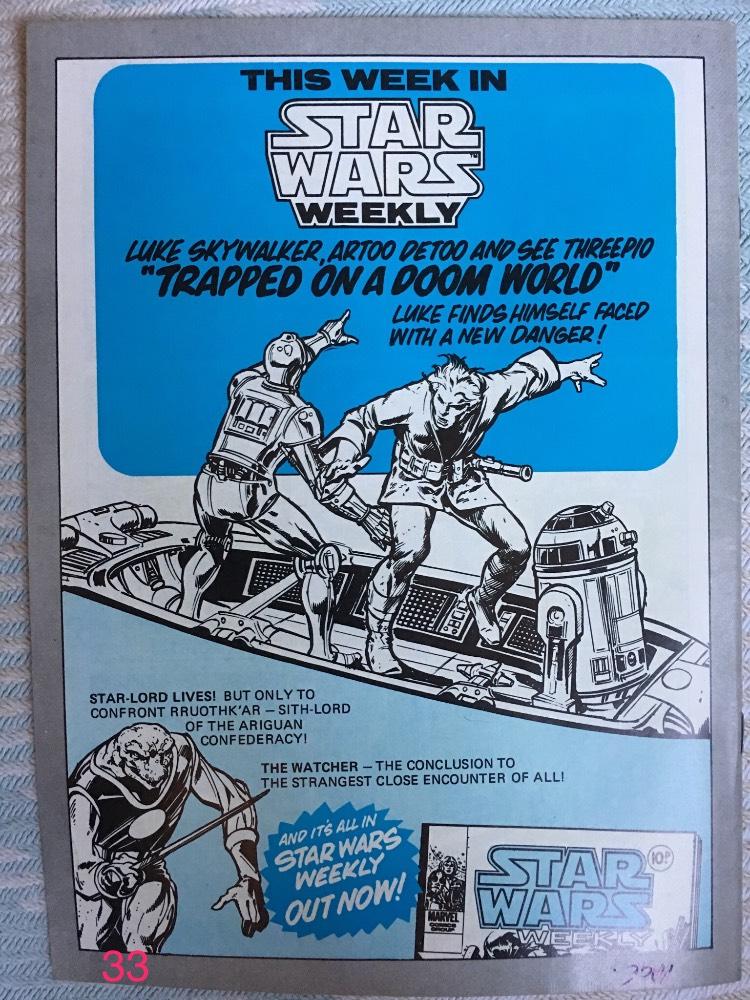 THIS WEEK IN
STAR
WARS™
WEEKLY
LUKE SKYWALKER, ARTOO DETOO AND SEE THREEPIO
"TRAPPED ON A DOOM WORLD"
LUKE FINDS HIMSELF FACED
WITH A NEW DANGER!
STAR-LORD LIVES! BUT ONLY TO
CONFRONT RRUOTHK'AR – SITH-LORD
OF THE ARIGUAN
CONFEDERACY!
THE WATCHER – THE CONCLUSION TO
THE STRANGEST CLOSE ENCOUNTER OF ALL!
AND IT'S ALL IN
STAR WARS
WEEKLY
OUT NOW!
10P
STAR
WARS
WEEKLY
MARVEL
COMICS
GROUP
33